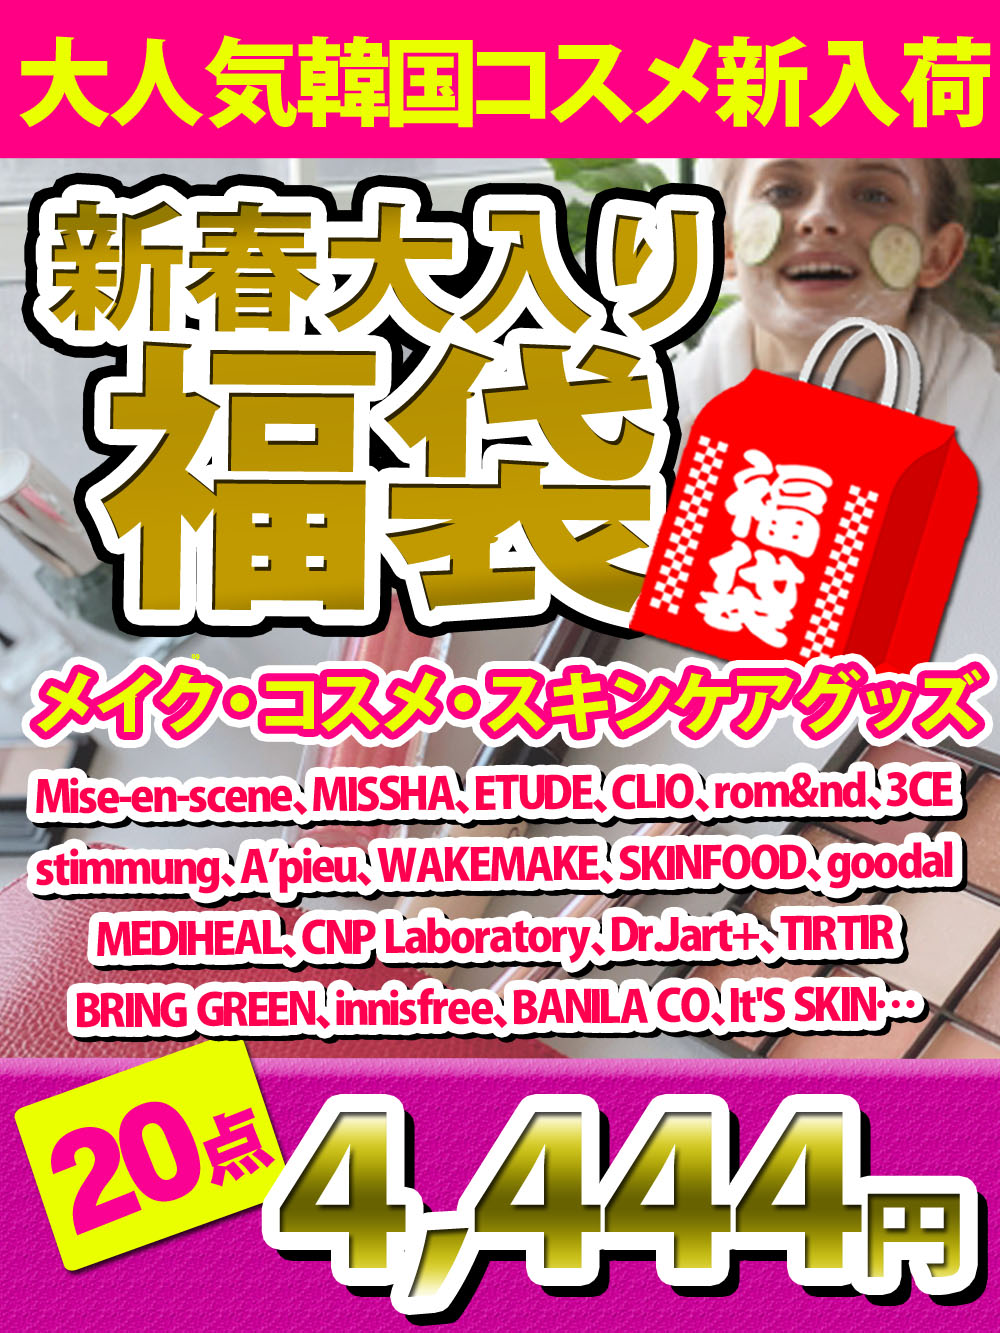 大人気韓国コスメ新入荷
新春大入り
福袋
福袋
メイク・コスメ・スキンケアグッズ
Mise-en-scene、MISSHA、ETUDE、CLIO、rom&nd、3CE
stimmung、A'pieu、WAKEMAKE、SKINFOOD、goodal
MEDIHEAL、CNP Laboratory、Dr.Jart+、TIRTIR
BRING GREEN、innisfree、BANILA CO、It'S SKIN…
20点
4,444円